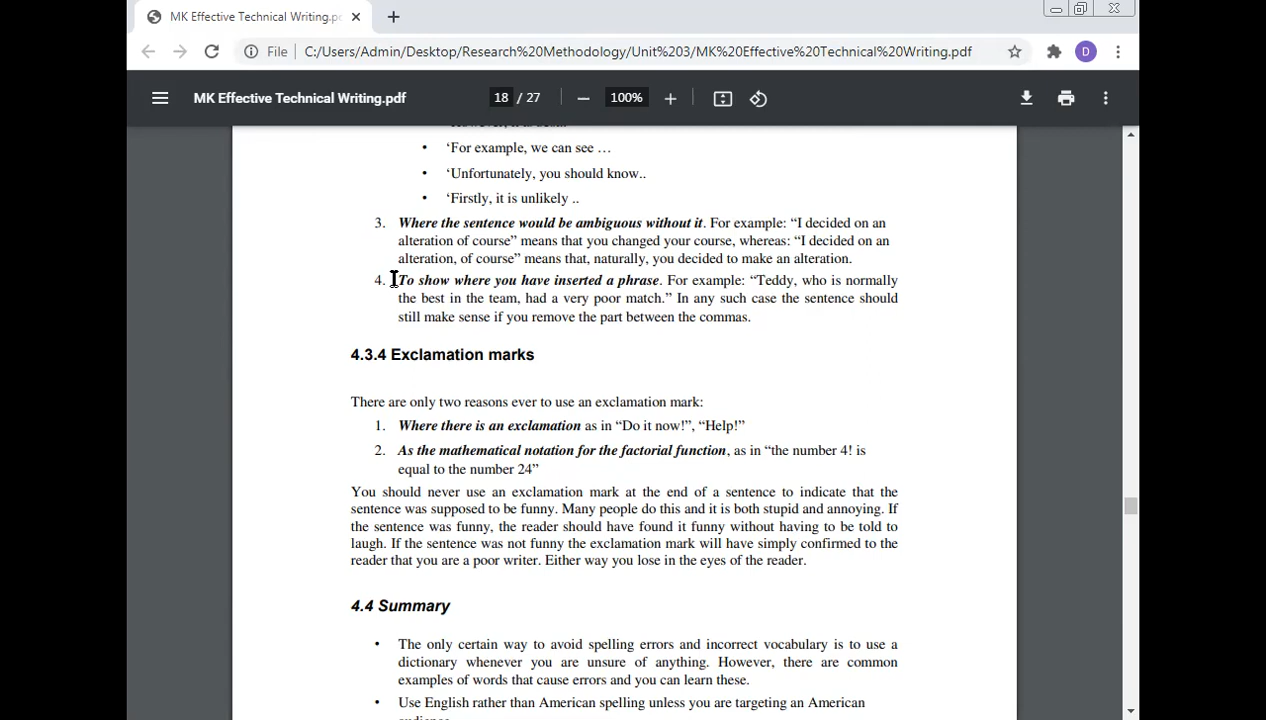 MK Effective Technical Writing.pd
File C:/Users/Admin/Desktop/Research%20Methodology/Unit%203/MK%20Effective%20Technical%20Writing.pdf
D
MK Effective Technical Writing.pdf
18 / 27
100%
• ‘For example, we can see …
• ‘Unfortunately, you should know..
• ‘Firstly, it is unlikely ..
3. Where the sentence would be ambiguous without it. For example: “I decided on an
alteration of course” means that you changed your course, whereas: “I decided on an
alteration, of course” means that, naturally, you decided to make an alteration.
4. To show where you have inserted a phrase. For example: “Teddy, who is normally
the best in the team, had a very poor match.” In any such case the sentence should
still make sense if you remove the part between the commas.
4.3.4 Exclamation marks
There are only two reasons ever to use an exclamation mark:
1. Where there is an exclamation as in “Do it now!”, “Help!”
2. As the mathematical notation for the factorial function, as in “the number 4! is
equal to the number 24”
You should never use an exclamation mark at the end of a sentence to indicate that the
sentence was supposed to be funny. Many people do this and it is both stupid and annoying. If
the sentence was funny, the reader should have found it funny without having to be told to
laugh. If the sentence was not funny the exclamation mark will have simply confirmed to the
reader that you are a poor writer. Either way you lose in the eyes of the reader.
4.4 Summary
• The only certain way to avoid spelling errors and incorrect vocabulary is to use a
dictionary whenever you are unsure of anything. However, there are common
examples of words that cause errors and you can learn these.
• Use English rather than American spelling unless you are targeting an American